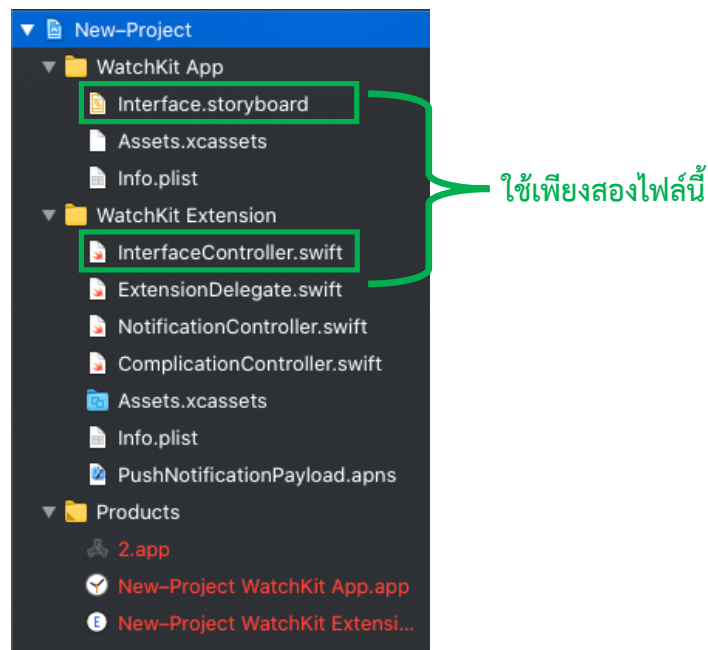 New–Project
WatchKit App
Interface.storyboard
Assets.xcassets
Info.plist
ใช้เพียงสองไฟล์นี้
WatchKit Extension
InterfaceController.swift
ExtensionDelegate.swift
NotificationController.swift
ComplicationController.swift
Assets.xcassets
Info.plist
PushNotificationPayload.apns
Products
2.app
New–Project WatchKit App.app
New–Project WatchKit Extensi...